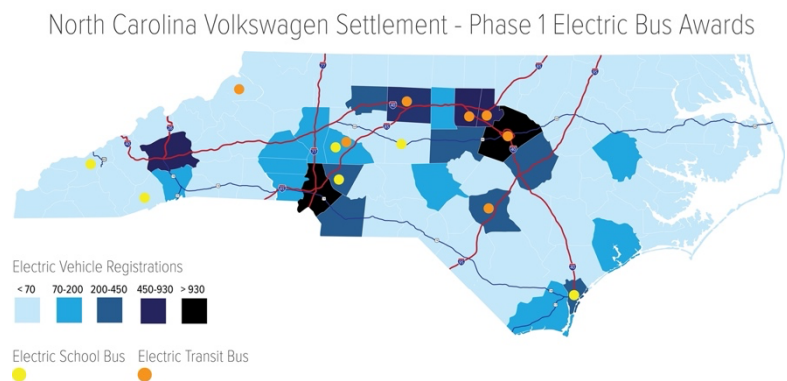 North Carolina Volkswagen Settlement - Phase 1 Electric Bus Awards
Electric Vehicle Registrations
< 70 70-200 200-450 450-930 > 930
Electric School Bus Electric Transit Bus